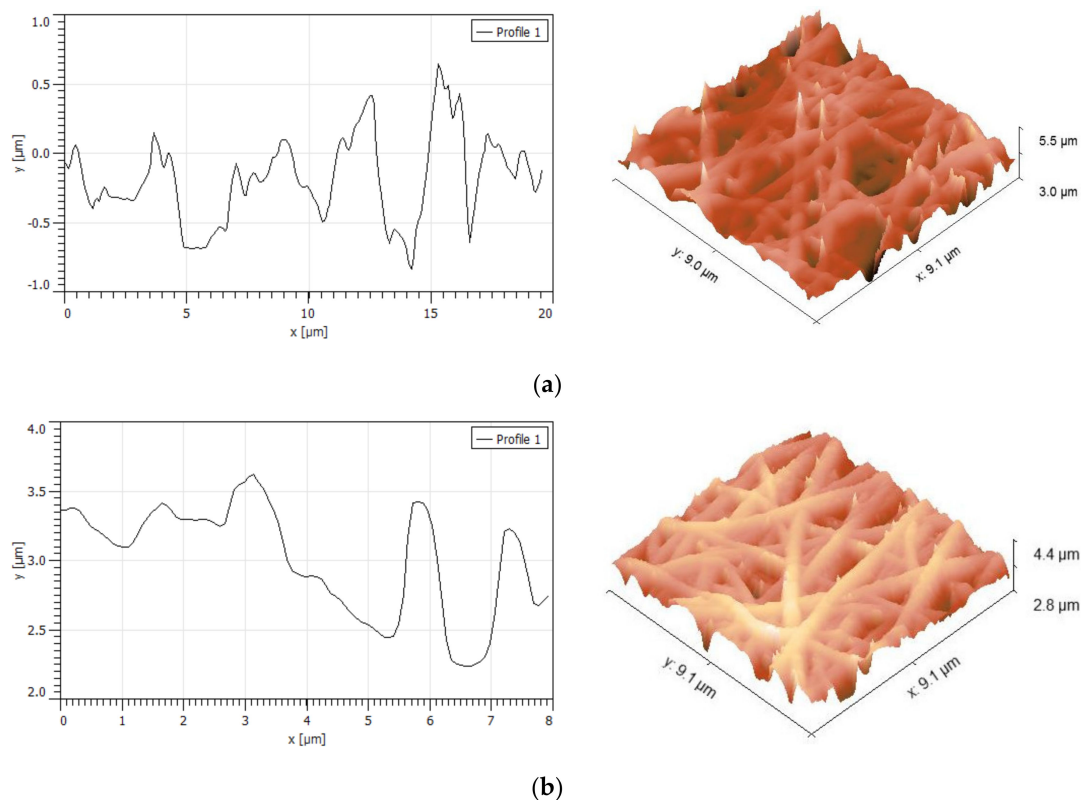 1.0
0.5
0.0
-0.5
-1.0
y [µm]
Profile 1
0 5 10 15 20
x [µm]
5.5 µm
3.0 µm
y: 9.0 µm
x: 9.1 µm
(a)
4.0
3.5
3.0
2.5
2.0
y [µm]
Profile 1
0 1 2 3 4 5 6 7 8
x [µm]
4.4 µm
2.8 µm
y: 9.1 µm
x: 9.1 µm
(b)